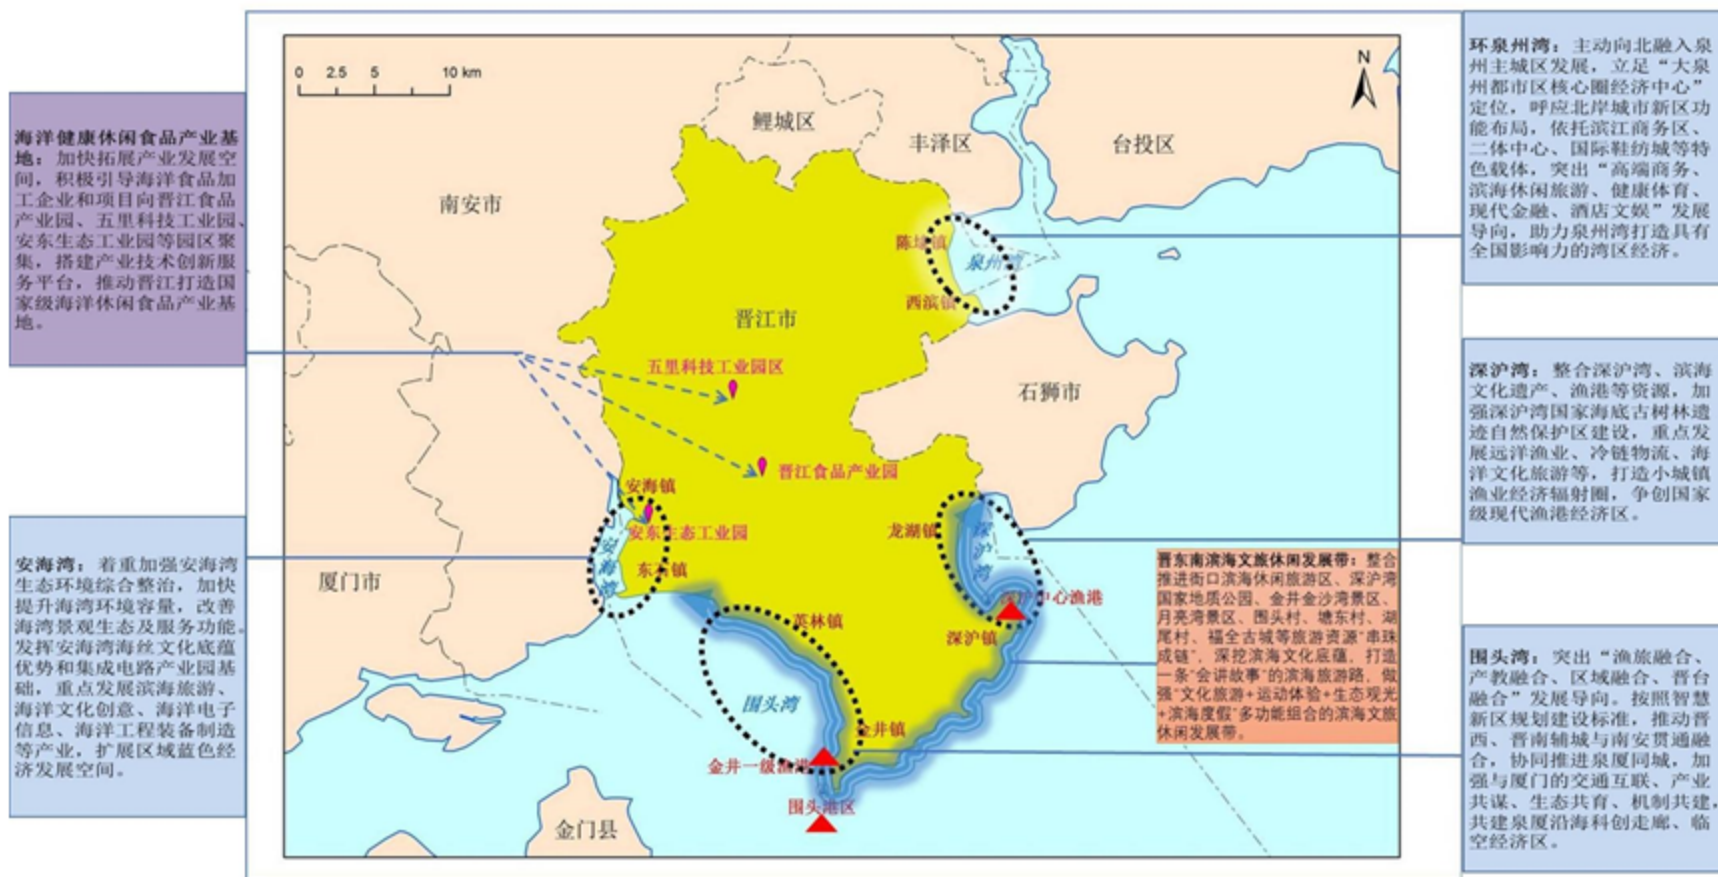 海洋健康休闲食品产业基
地：加快拓展产业发展空
间，积极引导海洋食品加
工企业和项目向晋江食品
产业园、五里科技工业园、
安东生态工业园等园区聚
集，搭建产业技术创新服
务平台，推动晋江打造国
家级海洋休闲食品产业基
地。
安海湾：着重加强安海湾
生态环境综合整治，加快
提升海湾环境容量，改善
海湾景观生态及服务功能。
发挥安海湾海丝文化底蕴
优势和集成电路产业园基
础，重点发展滨海旅游、
海洋文化创意、海洋电子
信息、海洋工程装备制造
等产业，扩展区域蓝色经
济发展空间。
0 2.5 5 10 km
N
鲤城区
丰泽区
台投区
南安市
陈埭镇
泉州湾
西滨镇
晋江市
五里科技工业园区
石狮市
晋江食品产业园
安海镇
龙湖镇
深沪湾
安东生态工业园
安海湾
东石镇
厦门市
深沪中心渔港
英林镇
深沪镇
围头湾
金井镇
金井一级渔港
围头港区
金门县
晋东南滨海文旅休闲发展带：整合
推进街口滨海休闲旅游区、深沪湾
国家地质公园、金井金沙湾景区、
月亮湾景区、围头村、塘东村、湖
尾村、福全古城等旅游资源“串珠
成链”，深挖滨海文化底蕴，打造
一条“会讲故事”的滨海旅游路，做
强“文化旅游+运动体验+生态观光
+滨海度假”多功能组合的滨海文旅
休闲发展带。
环泉州湾：主动向北融入泉
州主城区发展，立足“大泉
州都市区核心圈经济中心”
定位，呼应北岸城市新区功
能布局，依托滨江商务区、
二体中心、国际鞋纺城等特
色载体，突出“高端商务、
滨海休闲旅游、健康体育、
现代金融、酒店文娱”发展
导向，助力泉州湾打造具有
全国影响力的湾区经济。
深沪湾：整合深沪湾、滨海
文化遗产、渔港等资源，加
强深沪湾国家海底古树林遗
迹自然保护区建设，重点发
展远洋渔业、冷链物流、海
洋文化旅游等，打造小城镇
渔业经济辐射圈，争创国家
级现代渔港经济区。
围头湾：突出“渔旅融合、
产教融合、区域融合、晋台
融合”发展导向。按照智慧
新区规划建设标准，推动晋
西、晋南辅城与南安贯通融
合，协同推进泉厦同城，加
强与厦门的交通互联、产业
共谋、生态共育、机制共建，
共建泉厦沿海科创走廊、临
空经济区。